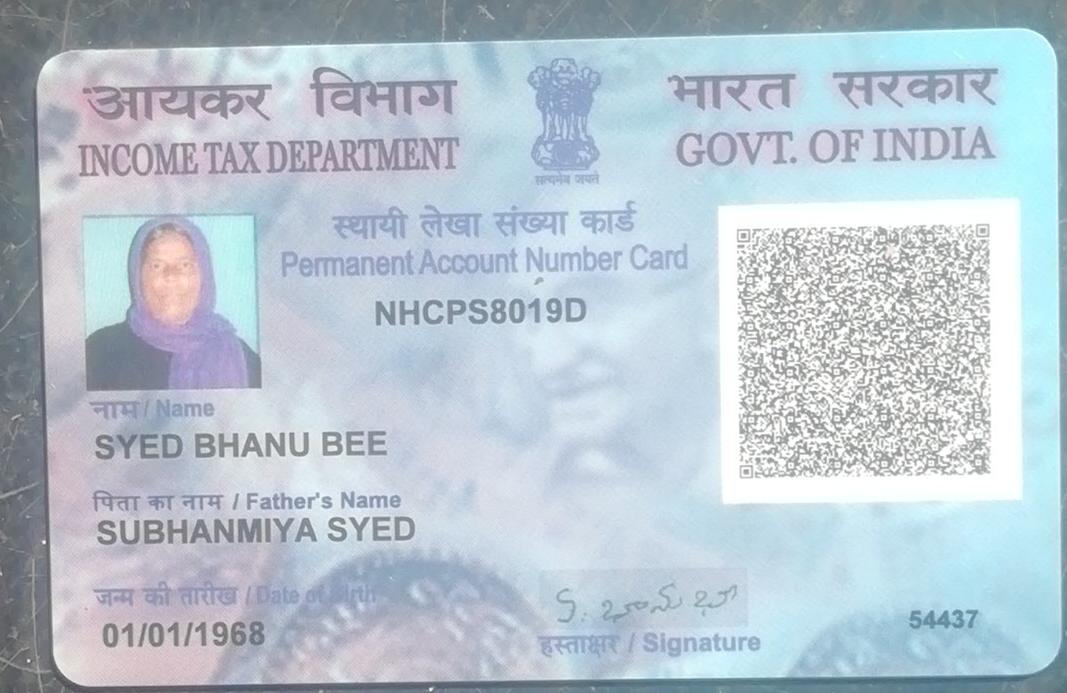 आयकर विभाग
INCOME TAX DEPARTMENT
सत्यमेव जयते
भारत सरकार
GOVT. OF INDIA
स्थायी लेखा संख्या कार्ड
Permanent Account Number Card
NHCPS8019D
नाम / Name
SYED BHANU BEE
पिता का नाम / Father's Name
SUBHANMIYA SYED
जन्म की तारीख / Date of Birth
01/01/1968
S. భాను భూ
हस्ताक्षर / Signature
54437